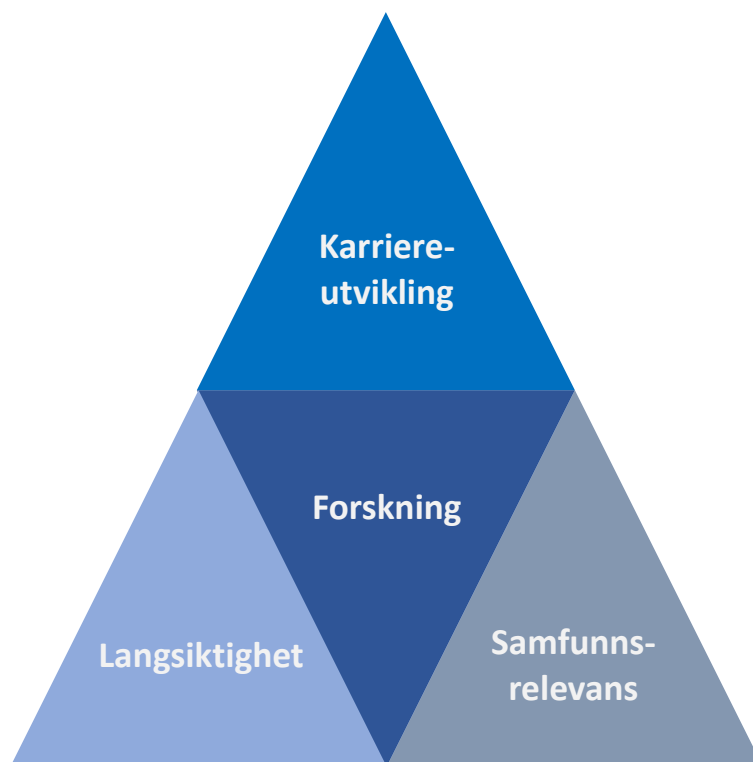 Karriere-
utvikling
Forskning
Langsiktighet
Samfunns-
relevans